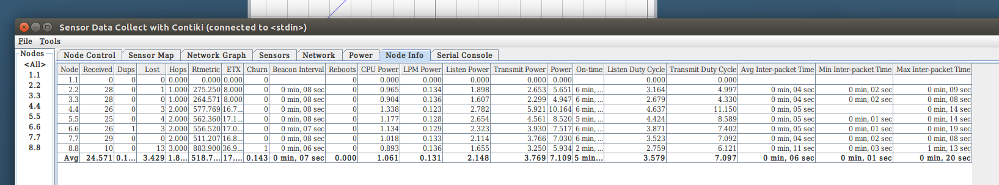 Sensor Data Collect with Contiki (connected to <stdin>)
File Tools
Nodes
<All>
1.1
2.2
3.3
4.4
5.5
6.6
7.7
8.8
Node Control Sensor Map Network Graph Sensors Network Power Node Info Serial Console
Node Received Dups Lost Hops Rtmetric ETX Churn Beacon Interval Reboots CPU Power LPM Power Listen Power Transmit Power Power On-time Listen Duty Cycle Transmit Duty Cycle Avg Inter-packet Time Min Inter-packet Time Max Inter-packet Time
1.1 0 0 0 0.000 0.000 0.000 0 0 0.000 0.000 0.000 0.000 0.000 0.000 0.000
2.2 28 0 1 1.000 275.250 8.000 0 0 min, 08 sec 0 0.965 0.134 1.898 2.653 5.651 6 min, ... 3.164 4.997 0 min, 04 sec 0 min, 02 sec 0 min, 09 sec
3.3 28 0 0 1.000 264.571 8.000 0 0 min, 08 sec 0 0.904 0.136 1.607 2.299 4.947 6 min, ... 2.679 4.330 0 min, 04 sec 0 min, 02 sec 0 min, 08 sec
4.4 26 0 3 2.000 577.769 16.7... 0 0 min, 08 sec 0 1.338 0.123 2.782 5.921 10.164 6 min, ... 4.637 11.150 0 min, 05 sec 0 min, 14 sec
5.5 25 0 4 2.000 562.360 17.1... 0 0 min, 08 sec 0 1.177 0.128 2.654 4.561 8.520 5 min, ... 4.424 8.589 0 min, 05 sec 0 min, 01 sec 0 min, 14 sec
6.6 26 1 3 2.000 556.520 17.0... 0 0 min, 07 sec 0 1.134 0.129 2.323 3.930 7.517 6 min, ... 3.871 7.402 0 min, 05 sec 0 min, 01 sec 0 min, 19 sec
7.7 29 0 0 2.000 511.207 16.8... 0 0 min, 08 sec 0 1.018 0.133 2.114 3.766 7.030 6 min, ... 3.523 7.092 0 min, 04 sec 0 min, 02 sec 0 min, 08 sec
8.8 10 0 13 3.000 883.900 36.9... 1 0 min, 06 sec 0 0.893 0.136 1.655 3.250 5.934 2 min, ... 2.759 6.121 0 min, 11 sec 0 min, 03 sec 1 min, 13 sec
Avg 24.571 0.1... 3.429 1.8... 518.7... 17.... 0.143 0 min, 07 sec 0.000 1.061 0.131 2.148 3.769 7.109 5 min... 3.579 7.097 0 min, 06 sec 0 min, 01 sec 0 min, 20 sec